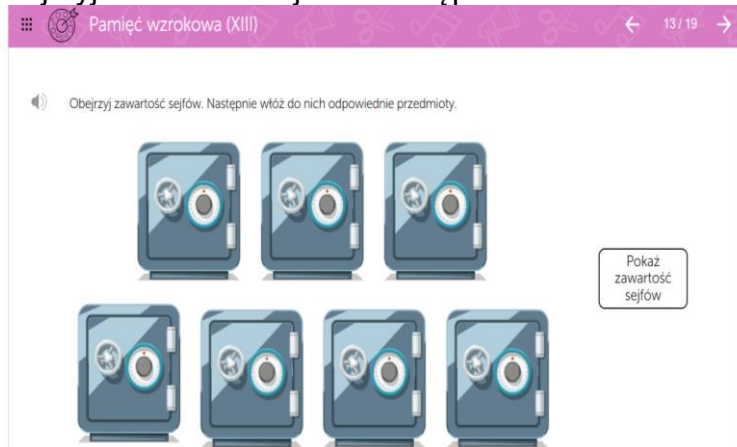 Pamięć wzrokowa (XIII)
13 / 19
Obejrzyj zawartość sejfów. Następnie włóż do nich odpowiednie przedmioty.
Pokaż
zawartość
sejfów